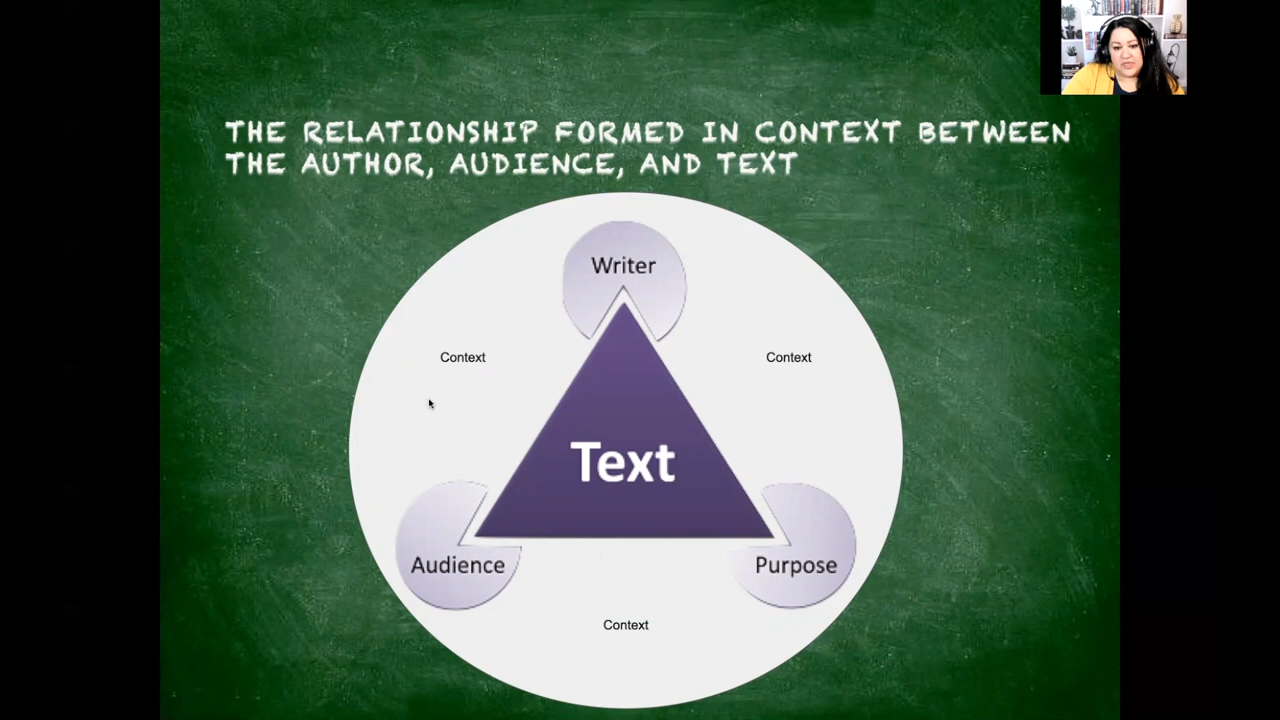 THE RELATIONSHIP FORMED IN CONTEXT BETWEEN
THE AUTHOR, AUDIENCE, AND TEXT
Writer
Context
Context
Text
Audience
Purpose
Context